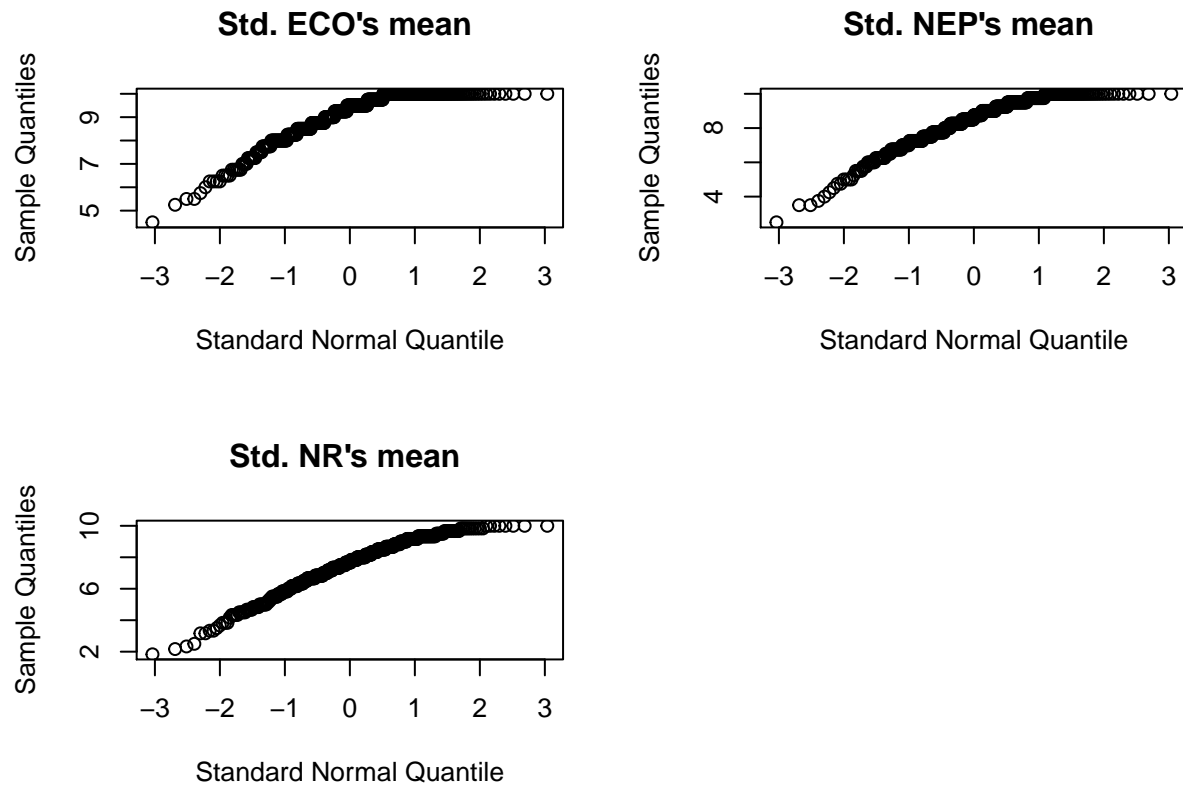 Std. ECO's mean
Sample Quantiles
5 7 9
−3 −2 −1 0 1 2 3
Standard Normal Quantile
Std. NEP's mean
Sample Quantiles
4 8
−3 −2 −1 0 1 2 3
Standard Normal Quantile
Std. NR's mean
Sample Quantiles
2 6 10
−3 −2 −1 0 1 2 3
Standard Normal Quantile